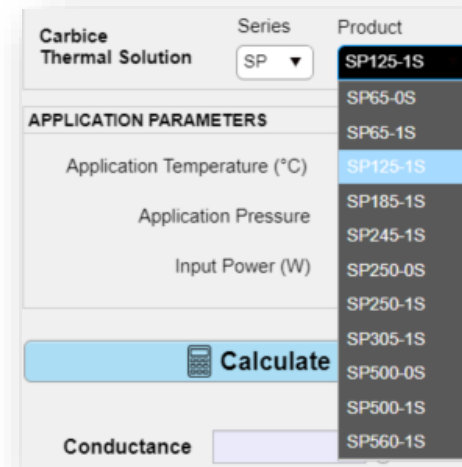 Series
Product
Carbice
Thermal Solution
SP
SP125-1S
SP65-0S
SP65-1S
SP125-1S
SP185-1S
SP245-1S
SP250-0S
SP250-1S
SP305-1S
SP500-0S
SP500-1S
SP560-1S
APPLICATION PARAMETERS
Application Temperature (°C)
Application Pressure
Input Power (W)
Calculate
Conductance